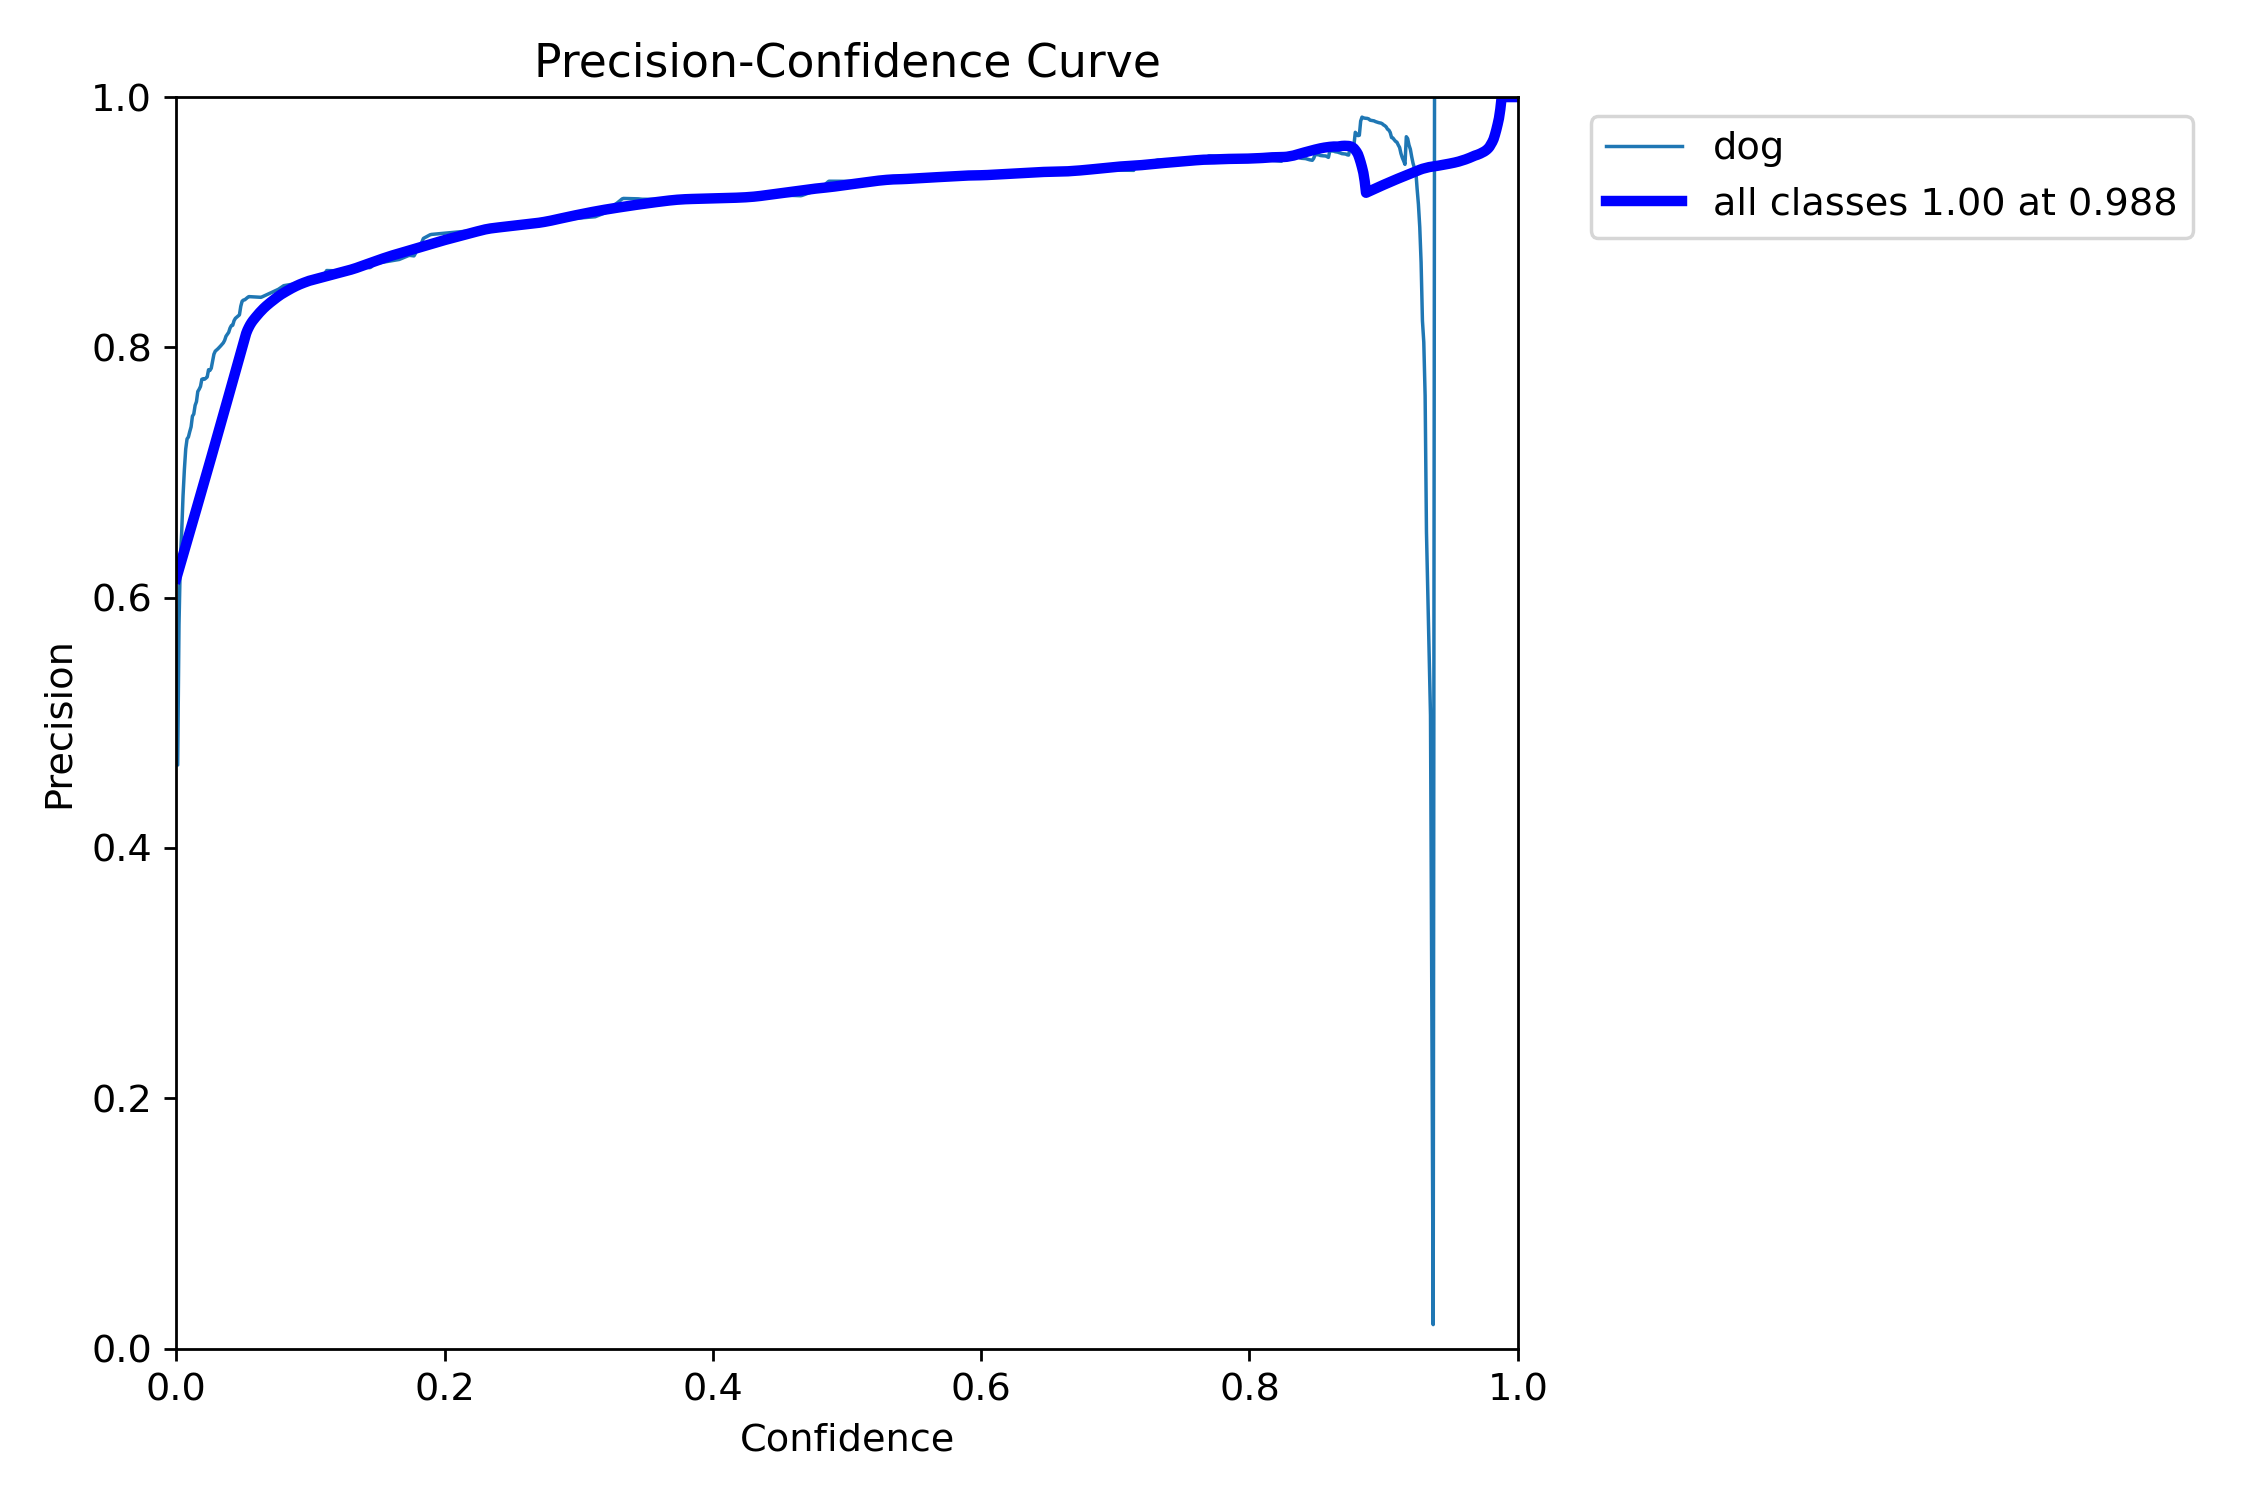 Precision-Confidence Curve
1.0
0.8
0.6
0.4
0.2
0.0
Precision
0.0 0.2 0.4 0.6 0.8 1.0
Confidence
dog
all classes 1.00 at 0.988